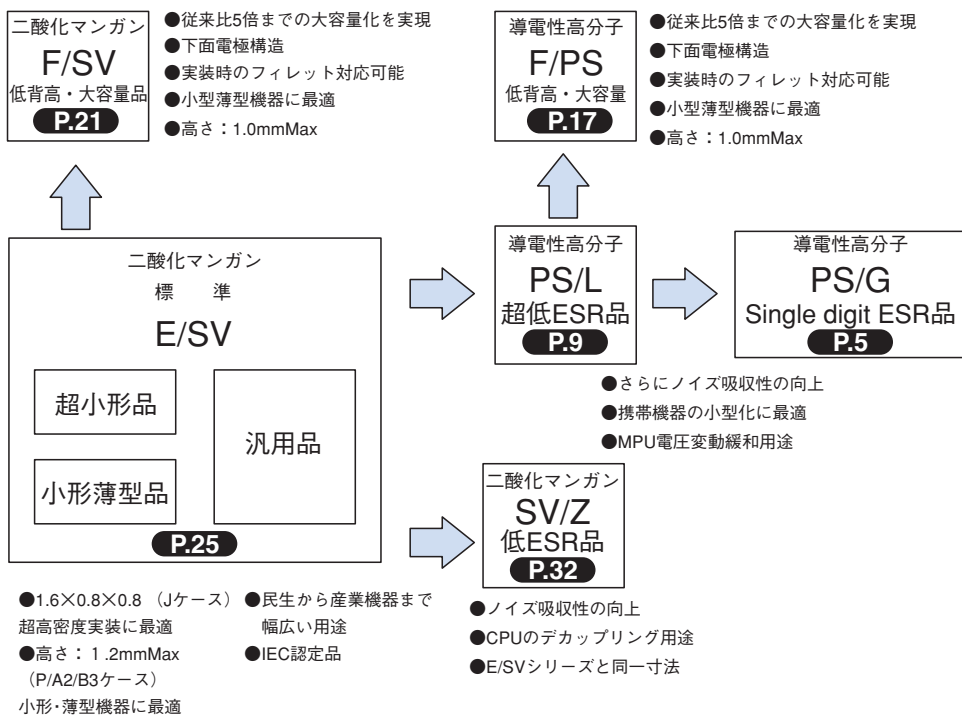 二酸化マンガン
F/SV
低背高・大容量品
P.21
●従来比5倍までの大容量化を実現
●下面電極構造
●実装時のフィレット対応可能
●小型薄型機器に最適
●高さ：1.0mmMax
導電性高分子
F/PS
低背高・大容量
P.17
●従来比5倍までの大容量化を実現
●下面電極構造
●実装時のフィレット対応可能
●小型薄型機器に最適
●高さ：1.0mmMax
二酸化マンガン
標　準
E/SV
超小形品
小形薄型品
汎用品
P.25
導電性高分子
PS/L
超低ESR品
P.9
導電性高分子
PS/G
Single digit ESR品
P.5
●さらにノイズ吸収性の向上
●携帯機器の小型化に最適
●MPU電圧変動緩和用途
二酸化マンガン
SV/Z
低ESR品
P.32
●1.6×0.8×0.8 （Jケース）
超高密度実装に最適
●高さ：1.2mmMax
（P/A2/B3ケース）
小形･薄型機器に最適
●民生から産業機器まで
幅広い用途
●IEC認定品
●ノイズ吸収性の向上
●CPUのデカップリング用途
●E/SVシリーズと同一寸法